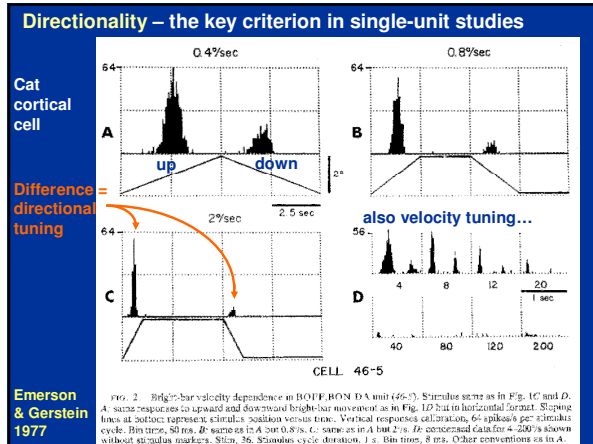 Directionality – the key criterion in single-unit studies
Cat
cortical
cell
0.4°/sec
64
A
up
down
2°
2.5 sec
0.8°/sec
64
B
Difference =
directional
tuning
2°/sec
64
C
also velocity tuning…
56
4 8 12 20
1 sec
D
40 80 120 200
CELL 46-5
Emerson
& Gerstein
1977
FIG. 2. Bright-bar velocity dependence in BOFF,BON DA unit (46-5). Stimulus same as in Fig. 1C and D.
A: same responses to upward and downward bright-bar movement as in Fig. 1D but in horizontal format. Sloping
lines at bottom represent stimulus position versus time. Vertical responses calibration, 64 spikes/s per stimulus
cycle. Bin time, 50 ms. B: same as in A but 0.8°/s. C: same as in A but 2°/s. D: condensed data for 4–200°/s shown
without stimulus markers. Stim, 36. Stimulus cycle duration, 1 s. Bin time, 8 ms. Other conventions as in A.